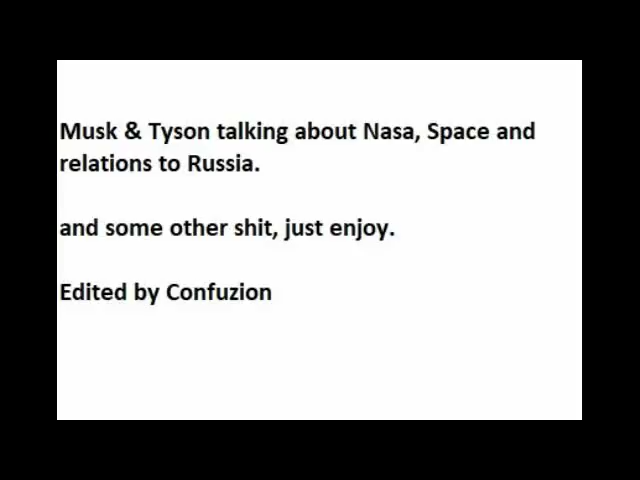 Musk & Tyson talking about Nasa, Space and
relations to Russia.
and some other shit, just enjoy.
Edited by Confuzion